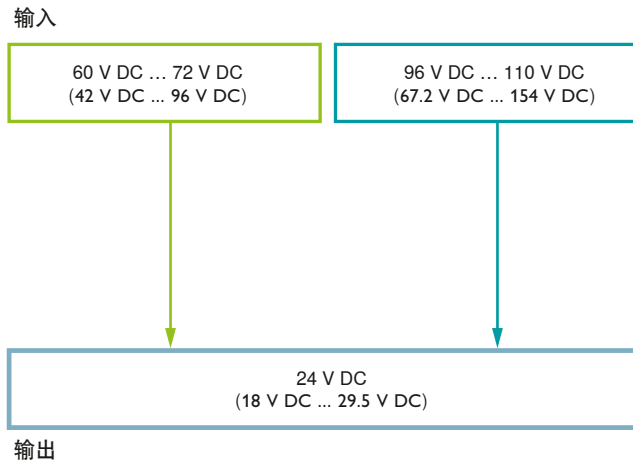 输入
60 V DC … 72 V DC
(42 V DC ... 96 V DC)
96 V DC … 110 V DC
(67.2 V DC ... 154 V DC)
24 V DC
(18 V DC ... 29.5 V DC)
输出